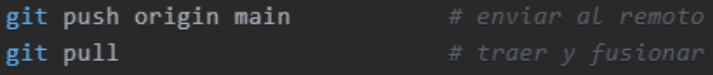 git push origin main # enviar al remoto
git pull # traer y fusionar